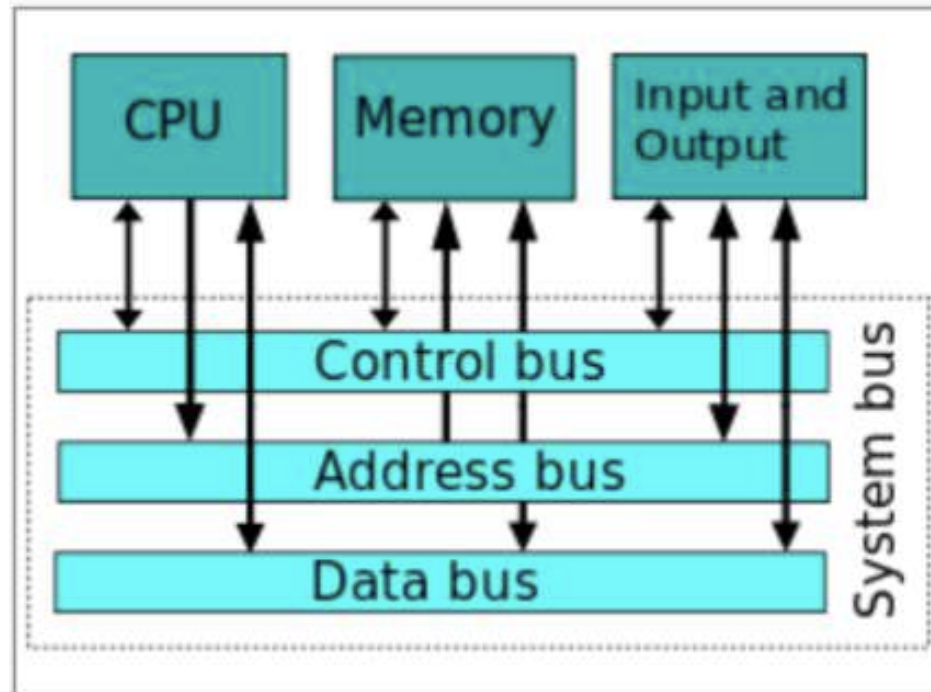 CPU
Memory
Input and
Output
Control bus
Address bus
Data bus
System bus